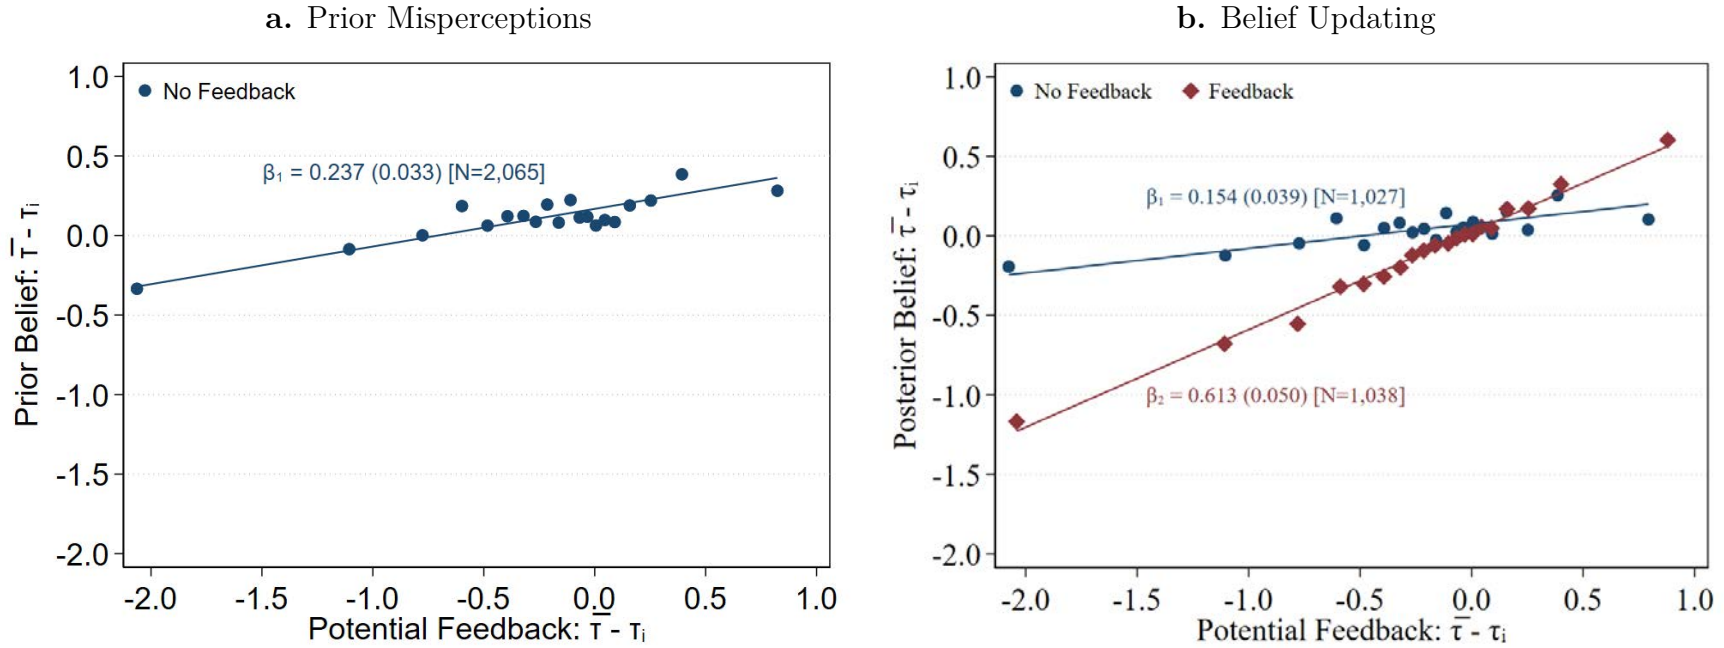 a. Prior Misperceptions
1.0
0.5
0.0
-0.5
-1.0
-1.5
-2.0
Prior Belief: τ̅ - τᵢ
No Feedback
β₁ = 0.237 (0.033) [N=2,065]
-2.0 -1.5 -1.0 -0.5 0.0 0.5 1.0
Potential Feedback: τ̅ - τᵢ
b. Belief Updating
1.0
0.5
0.0
-0.5
-1.0
-1.5
-2.0
Posterior Belief: τ̅ - τᵢ
No Feedback Feedback
β₁ = 0.154 (0.039) [N=1,027]
β₂ = 0.613 (0.050) [N=1,038]
-2.0 -1.5 -1.0 -0.5 0.0 0.5 1.0
Potential Feedback: τ̅ - τᵢ